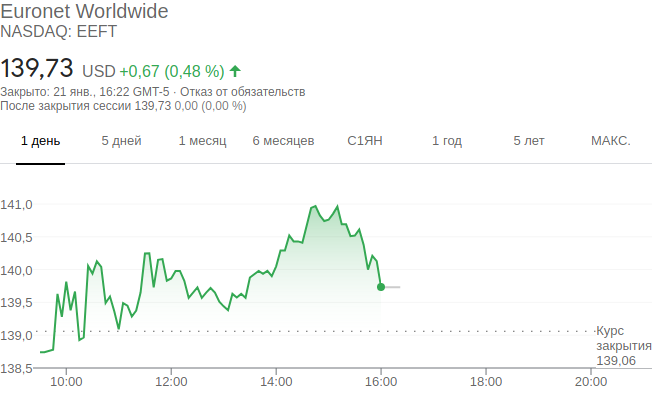 Euronet Worldwide
NASDAQ: EEFT
139,73 USD +0,67 (0,48 %)
Закрыто: 21 янв., 16:22 GMT-5 · Отказ от обязательств
После закрытия сессии 139,73 0,00 (0,00 %)
1 день 5 дней 1 месяц 6 месяцев С1ЯН 1 год 5 лет МАКС.
141,0
140,5
140,0
139,5
139,0
138,5
Курс
закрытия
139,06
10:00 12:00 14:00 16:00 18:00 20:00